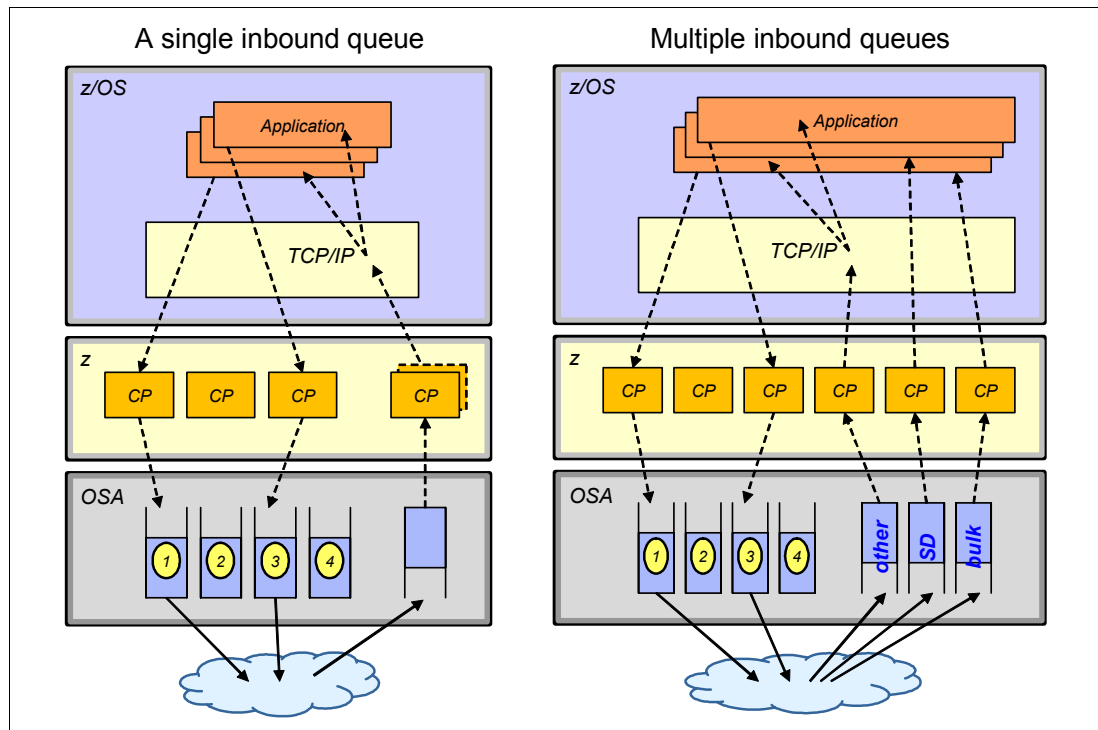 A single inbound queue
z/OS
Application
TCP/IP
z
CP
CP
CP
CP
OSA
1
2
3
4
Multiple inbound queues
z/OS
Application
TCP/IP
z
CP
CP
CP
CP
CP
CP
OSA
1
2
3
4
other
SD
bulk